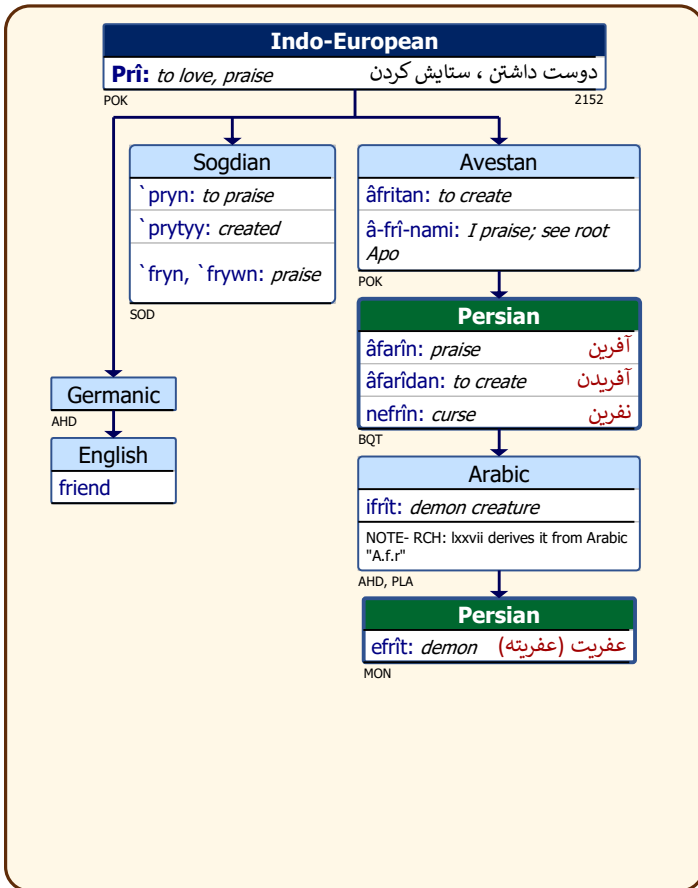 Indo-European
Prî: to love, praise دوست داشتن ، ستایش کردن
POK 2152
Sogdian
`pryn: to praise
`prytyy: created
`fryn, `frywn: praise
SOD
Avestan
âfritan: to create
â-frî-nami: I praise; see root
Apo
POK
Persian
âfarîn: praise آفرین
âfarîdan: to create آفریدن
nefrîn: curse نفرین
BQT
Germanic
AHD
English
friend
Arabic
ifrît: demon creature
NOTE- RCH: lxxvii derives it from Arabic
"A.f.r"
AHD, PLA
Persian
efrît: demon عفریت (عفریته)
MON